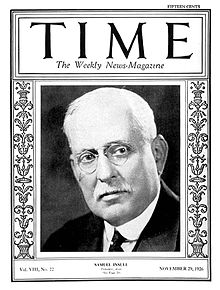 FIFTEEN CENTS
TIME
The Weekly News-Magazine
SAMUEL INSULL
Vol. VIII, No. 22
NOVEMBER 29, 1926